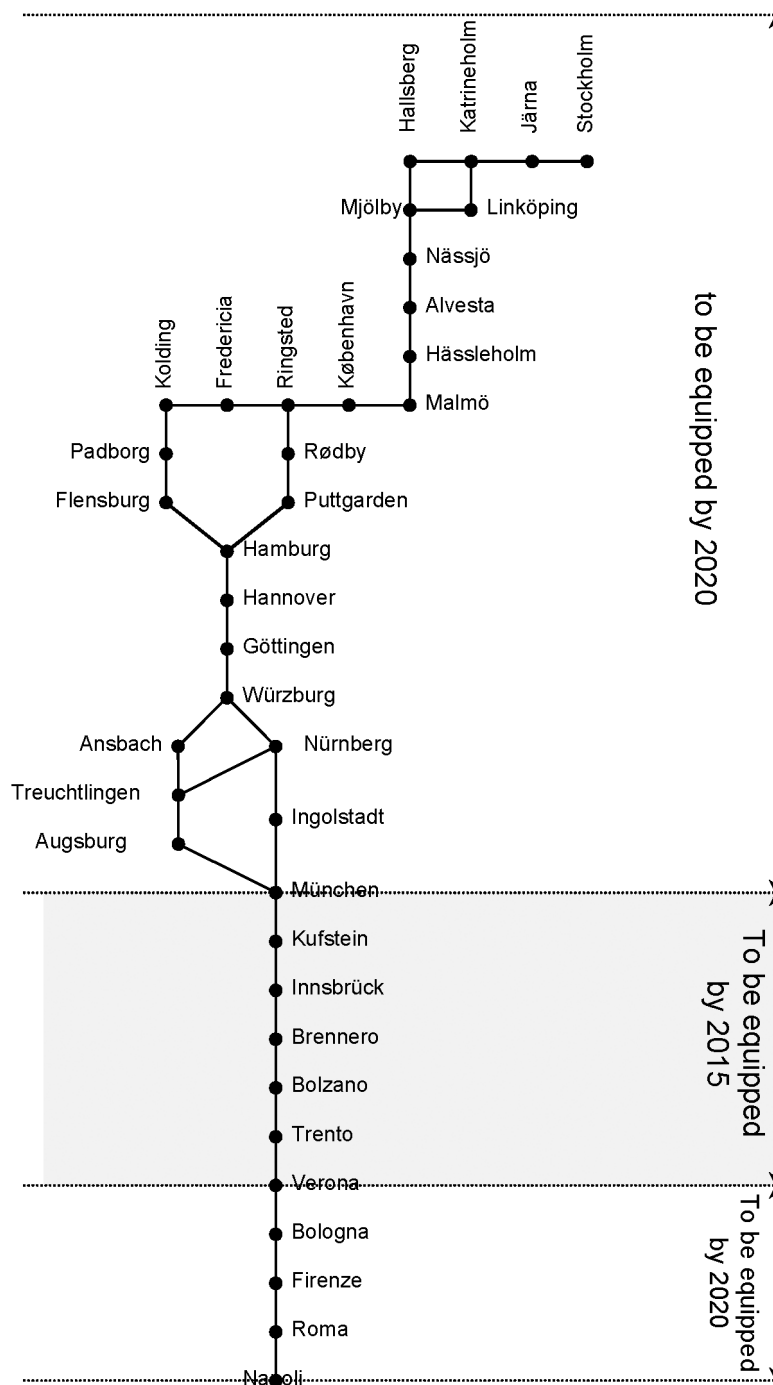 Hallsberg
Katrineholm
Järna
Stockholm
Mjölby
Linköping
Nässjö
Alvesta
Hässleholm
Malmö
Kolding
Fredericia
Ringsted
København
Padborg
Rødby
Flensburg
Puttgarden
Hamburg
Hannover
Göttingen
Würzburg
Ansbach
Nürnberg
Treuchtlingen
Ingolstadt
Augsburg
München
to be equipped by 2020
Kufstein
Innsbrück
Brennero
Bolzano
Trento
Verona
To be equipped
by 2015
Bologna
Firenze
Roma
Napoli
To be equipped
by 2020